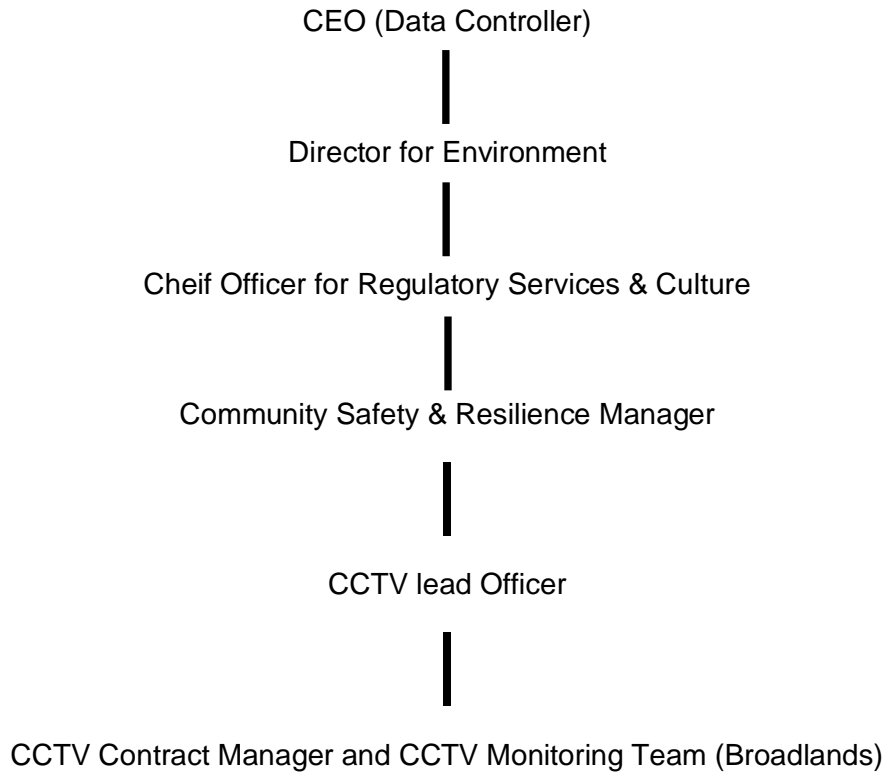 CEO (Data Controller)
Director for Environment
Cheif Officer for Regulatory Services & Culture
Community Safety & Resilience Manager
CCTV lead Officer
CCTV Contract Manager and CCTV Monitoring Team (Broadlands)